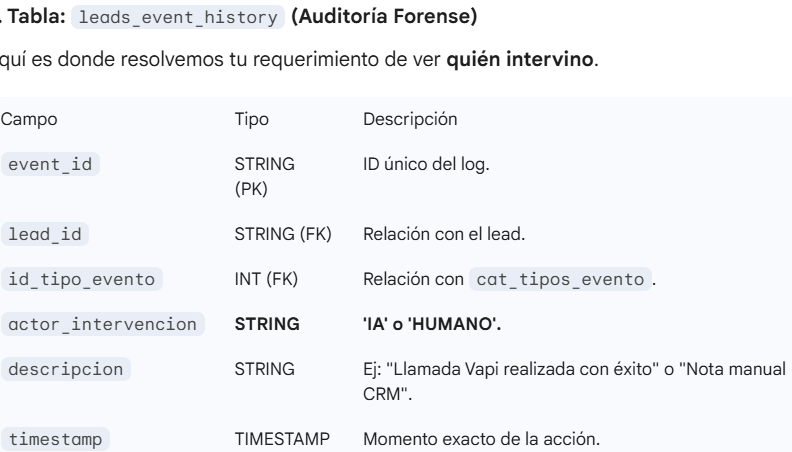 . Tabla: leads_event_history (Auditoría Forense)
quí es donde resolvemos tu requerimiento de ver quién intervino.
Campo Tipo Descripción
event_id STRING (PK) ID único del log.
lead_id STRING (FK) Relación con el lead.
id_tipo_evento INT (FK) Relación con cat_tipos_evento.
actor_intervencion STRING 'IA' o 'HUMANO'.
descripcion STRING Ej: "Llamada Vapi realizada con éxito" o "Nota manual CRM".
timestamp TIMESTAMP Momento exacto de la acción.